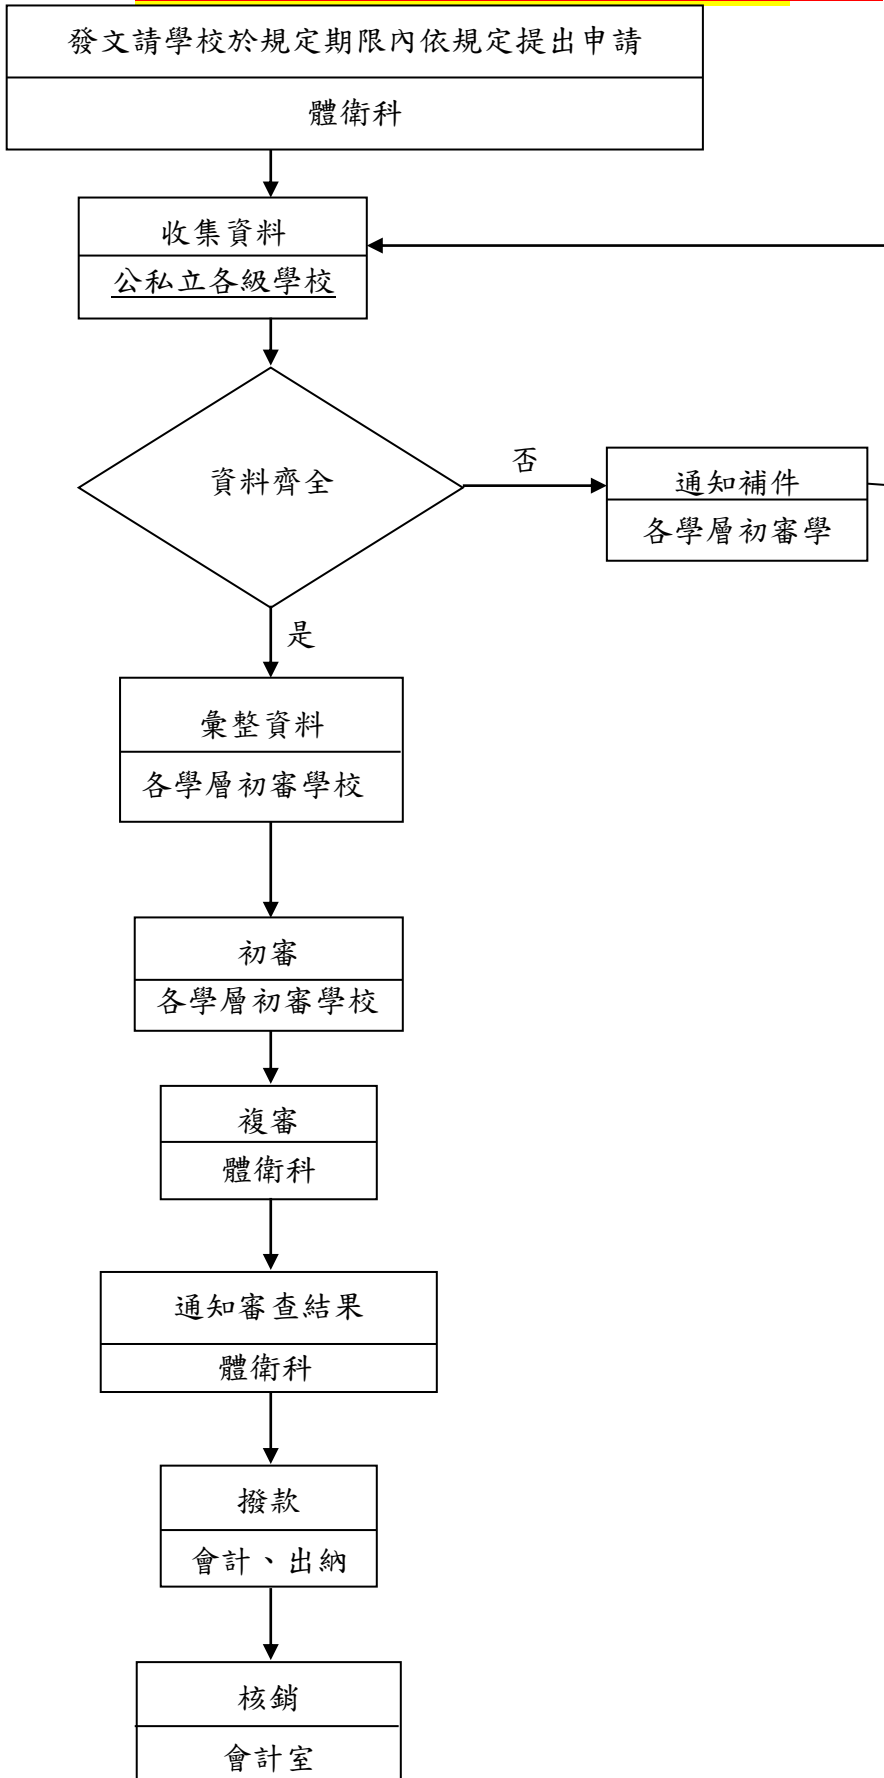 發文請學校於規定期限內依規定提出申請
體衛科
收集資料
公私立各級學校
資料齊全
否
通知補件
各學層初審學
是
彙整資料
各學層初審學校
初審
各學層初審學校
複審
體衛科
通知審查結果
體衛科
撥款
會計、出納
核銷
會計室